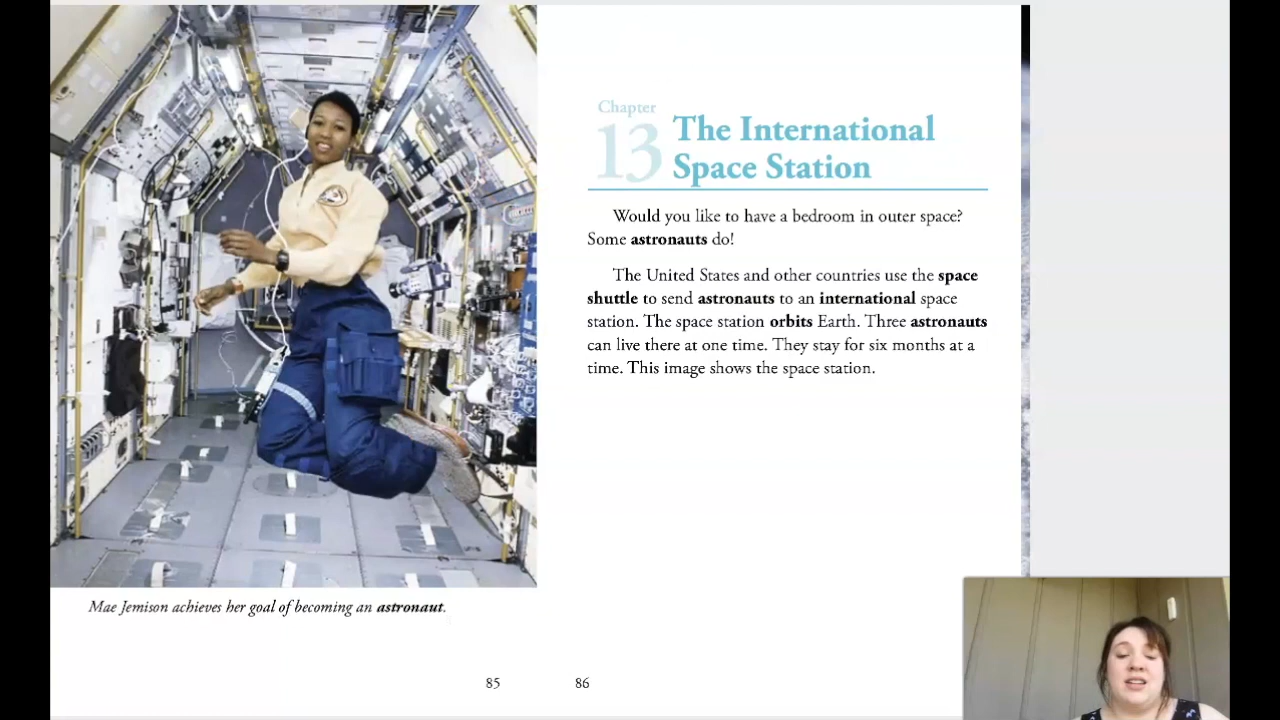 Mae Jemison achieves her goal of becoming an astronaut.
85
Chapter
13
The International
Space Station
Would you like to have a bedroom in outer space?
Some astronauts do!
The United States and other countries use the space
shuttle to send astronauts to an international space
station. The space station orbits Earth. Three astronauts
can live there at one time. They stay for six months at a
time. This image shows the space station.
86